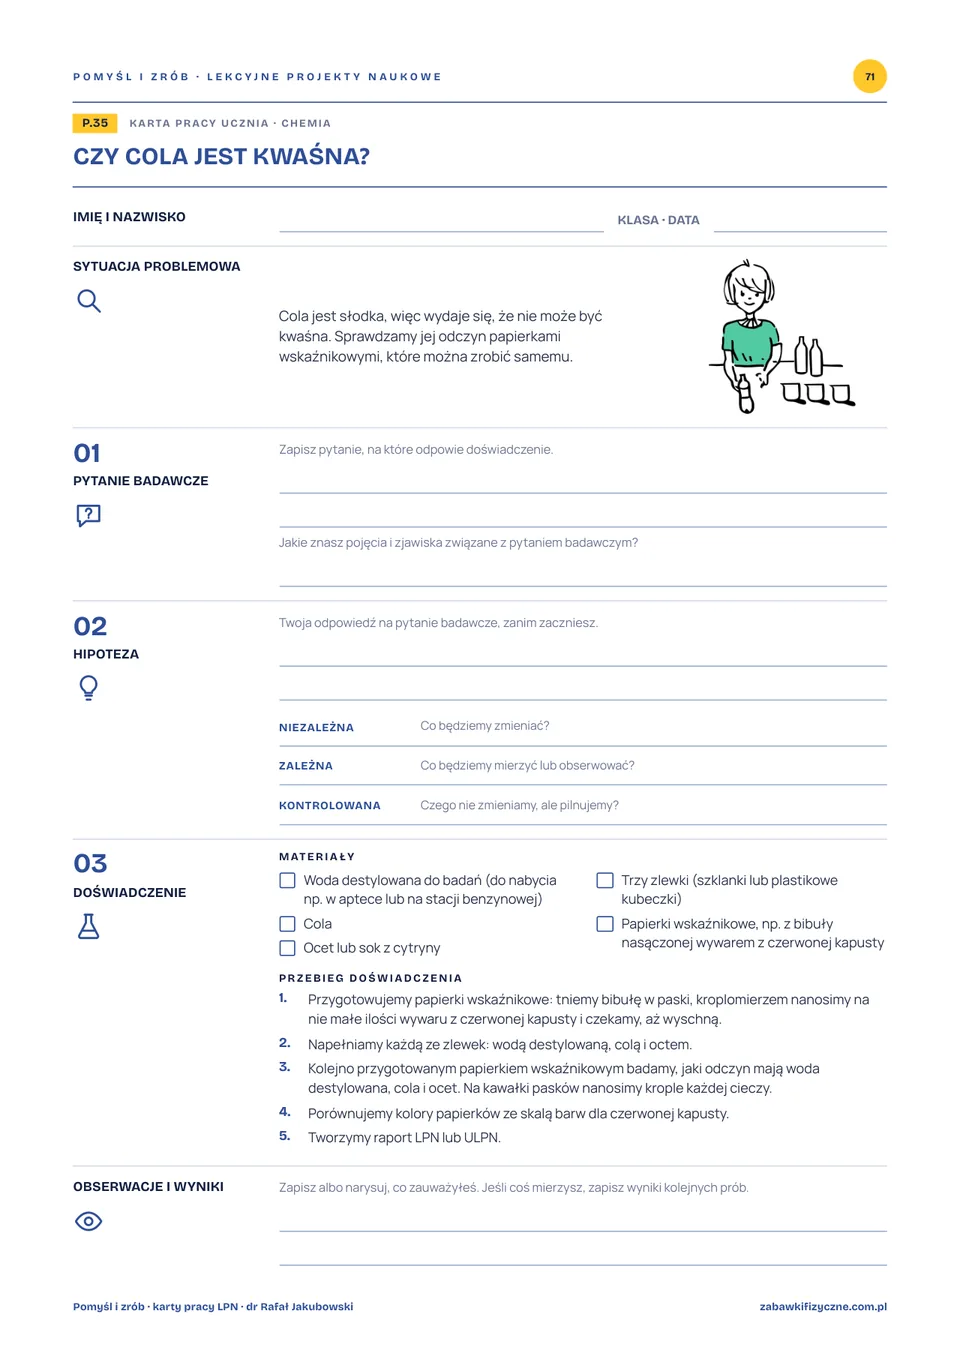 POMYŚL I ZRÓB · LEKCYJNE PROJEKTY NAUKOWE
71
P.35 KARTA PRACY UCZNIA · CHEMIA
CZY COLA JEST KWAŚNA?
IMIĘ I NAZWISKO
KLASA · DATA
SYTUACJA PROBLEMOWA
Cola jest słodka, więc wydaje się, że nie może być
kwaśna. Sprawdzamy jej odczyn papierkami
wskaźnikowymi, które można zrobić samemu.
01
PYTANIE BADAWCZE
Zapisz pytanie, na które odpowie doświadczenie.
Jakie znasz pojęcia i zjawiska związane z pytaniem badawczym?
02
HIPOTEZA
Twoja odpowiedź na pytanie badawcze, zanim zaczniesz.
NIEZALEŻNA Co będziemy zmieniać?
ZALEŻNA Co będziemy mierzyć lub obserwować?
KONTROLOWANA Czego nie zmieniamy, ale pilnujemy?
03
DOŚWIADCZENIE
MATERIAŁY
Woda destylowana do badań (do nabycia
np. w aptece lub na stacji benzynowej)
Cola
Ocet lub sok z cytryny
Trzy zlewki (szklanki lub plastikowe
kubeczki)
Papierki wskaźnikowe, np. z bibuły
nasączonej wywarem z czerwonej kapusty
PRZEBIEG DOŚWIADCZENIA
1. Przygotowujemy papierki wskaźnikowe: tniemy bibułę w paski, kroplomierzem nanosimy na
nie małe ilości wywaru z czerwonej kapusty i czekamy, aż wyschną.
2. Napełniamy każdą ze zlewek: wodą destylowaną, colą i octem.
3. Kolejno przygotowanym papierkiem wskaźnikowym badamy, jaki odczyn mają woda
destylowana, cola i ocet. Na kawałki pasków nanosimy krople każdej cieczy.
4. Porównujemy kolory papierków ze skalą barw dla czerwonej kapusty.
5. Tworzymy raport LPN lub ULPN.
OBSERWACJE I WYNIKI
Zapisz albo narysuj, co zauważyłeś. Jeśli coś mierzysz, zapisz wyniki kolejnych prób.
Pomyśl i zrób · karty pracy LPN · dr Rafał Jakubowski
zabawkifizyczne.com.pl